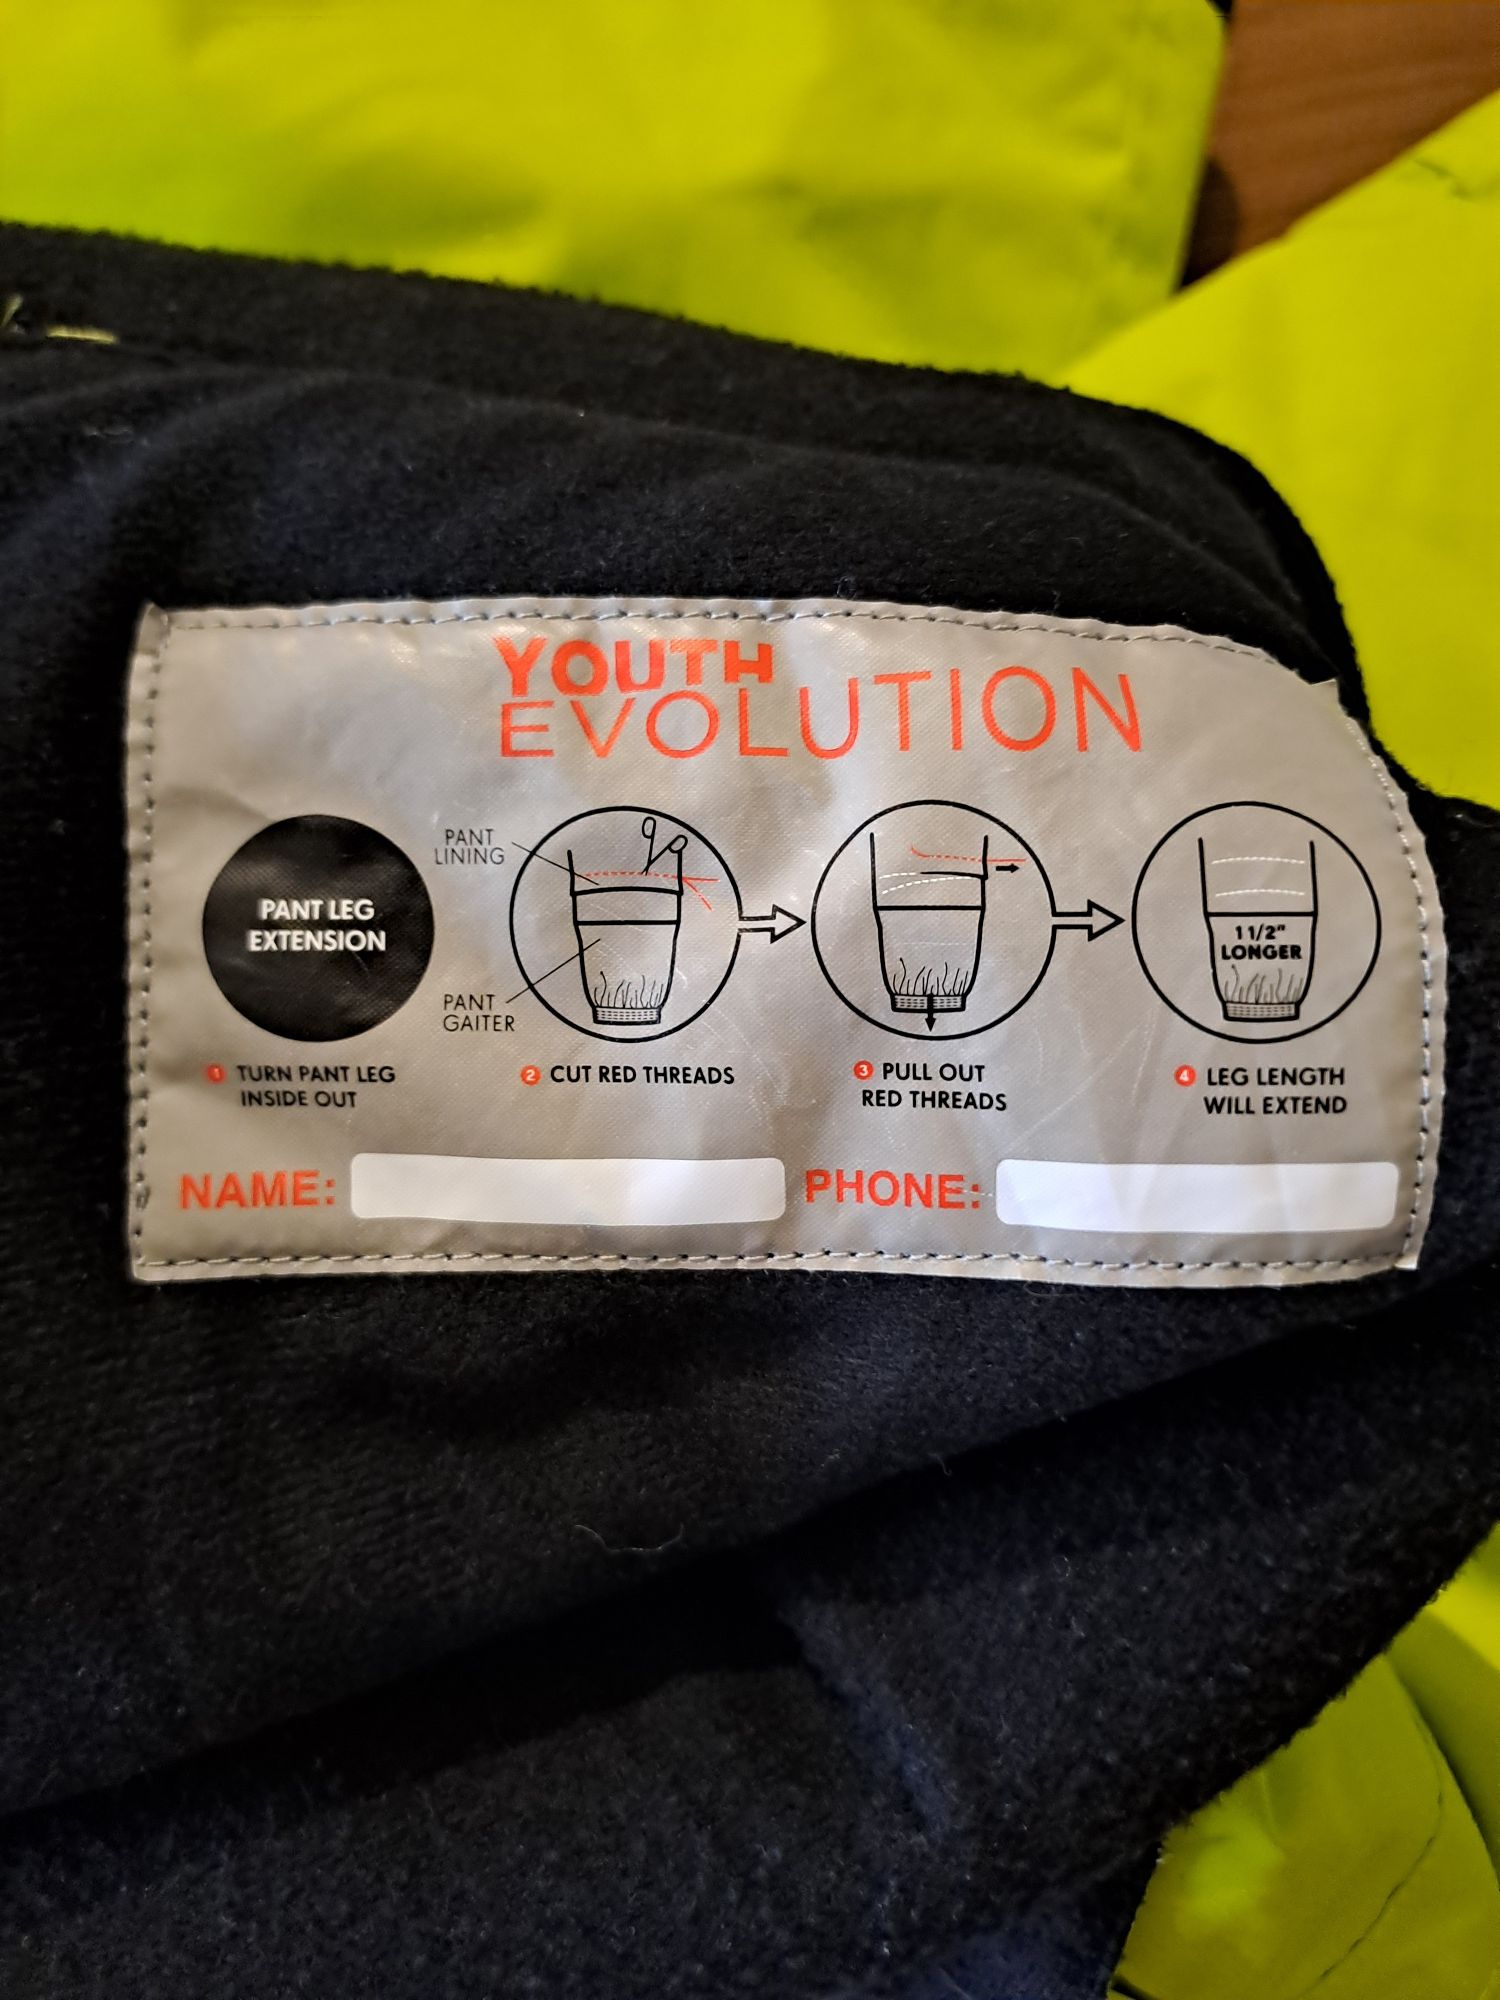 YOUTH
EVOLUTION
PANT LEG
EXTENSION
PANT
LINING
PANT
GAITER
1 1/2"
LONGER
1 TURN PANT LEG
INSIDE OUT
2 CUT RED THREADS
3 PULL OUT
RED THREADS
4 LEG LENGTH
WILL EXTEND
NAME:
PHONE: